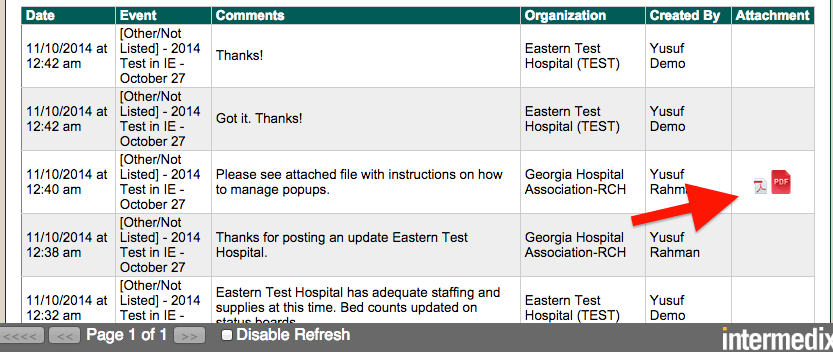 Date Event Comments Organization Created By Attachment
11/10/2014 at
12:42 am
[Other/Not
Listed] - 2014
Test in IE -
October 27
Thanks!
Eastern Test
Hospital (TEST)
Yusuf
Demo
11/10/2014 at
12:42 am
[Other/Not
Listed] - 2014
Test in IE -
October 27
Got it. Thanks!
Eastern Test
Hospital (TEST)
Yusuf
Demo
11/10/2014 at
12:40 am
[Other/Not
Listed] - 2014
Test in IE -
October 27
Please see attached file with instructions on how
to manage popups.
Georgia Hospital
Association-RCH
Yusuf
Rahman
PDF
11/10/2014 at
12:38 am
[Other/Not
Listed] - 2014
Test in IE -
October 27
Thanks for posting an update Eastern Test
Hospital.
Georgia Hospital
Association-RCH
Yusuf
Rahman
11/10/2014 at
12:32 am
[Other/Not
Listed] - 2014
Test in IE -
Eastern Test Hospital has adequate staffing and
supplies at this time. Bed counts updated on
status boards
Eastern Test
Hospital (TEST)
Yusuf
Demo
<<<< << Page 1 of 1 >> Disable Refresh
intermedix